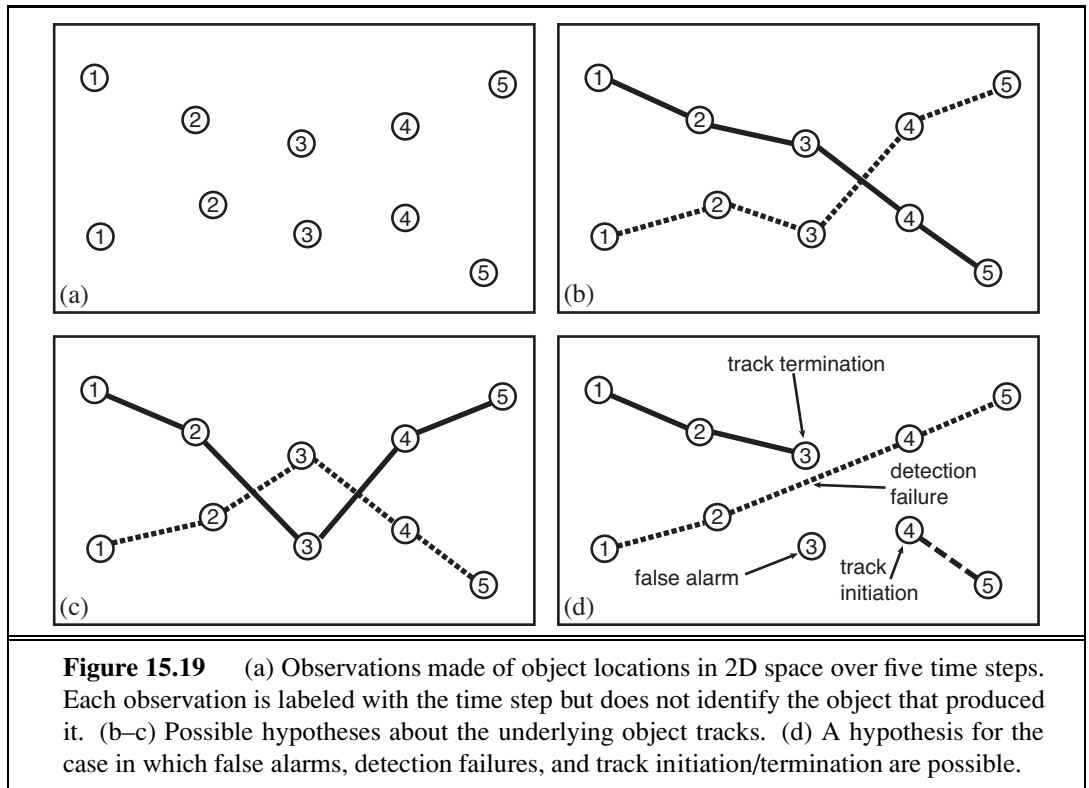 1
5
2
4
3
2
4
1
3
5
(a)
1
5
2
4
3
2
4
1
3
5
(b)
1
5
2
4
3
2
4
1
3
5
(c)
track termination
1
5
2
4
3
detection
failure
2
4
1
3
track
initiation
false alarm
5
(d)
Figure 15.19 (a) Observations made of object locations in 2D space over five time steps.
Each observation is labeled with the time step but does not identify the object that produced
it. (b–c) Possible hypotheses about the underlying object tracks. (d) A hypothesis for the
case in which false alarms, detection failures, and track initiation/termination are possible.